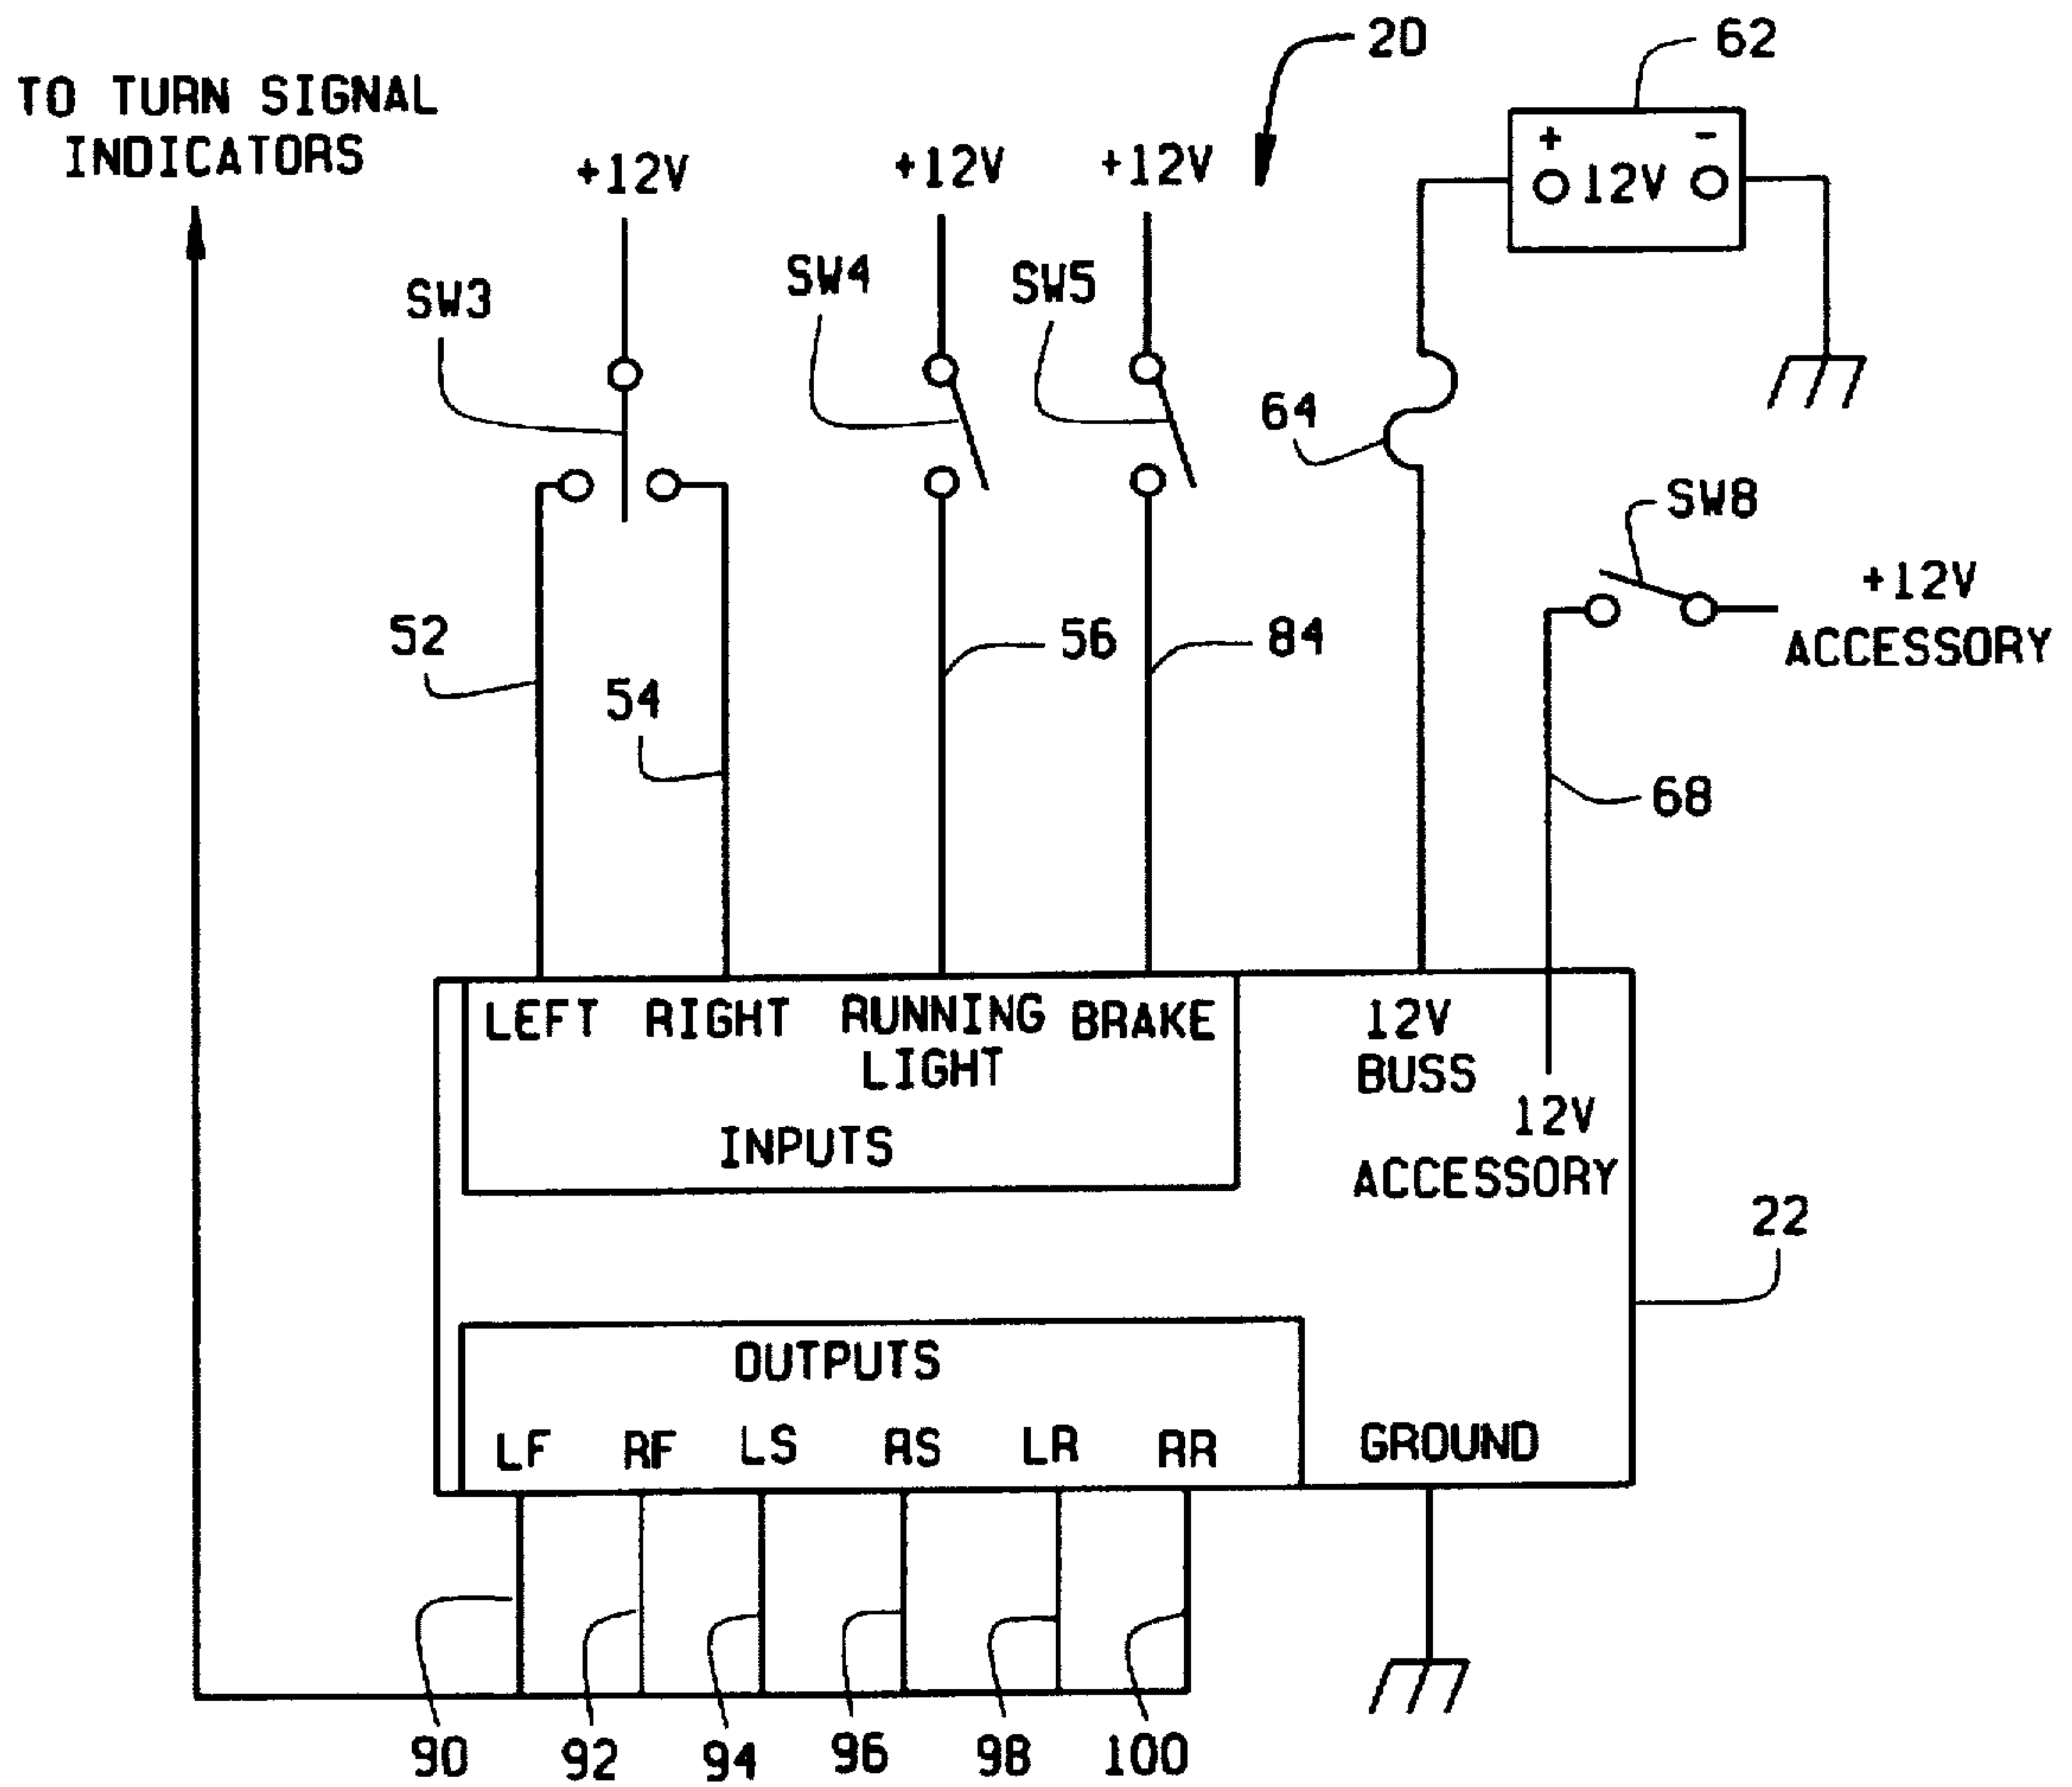 20
62
TO TURN SIGNAL
INDICATORS
+12V
+12V
+12V
+ -
12V
SW3
SW4
SW5
64
SW8
+12V
ACCESSORY
52
54
56
84
68
LEFT RIGHT RUNNING
LIGHT
BRAKE
INPUTS
12V
BUSS
12V
ACCESSORY
22
OUTPUTS
LF RF LS RS LR RR
GROUND
90 92 94 96 98 100